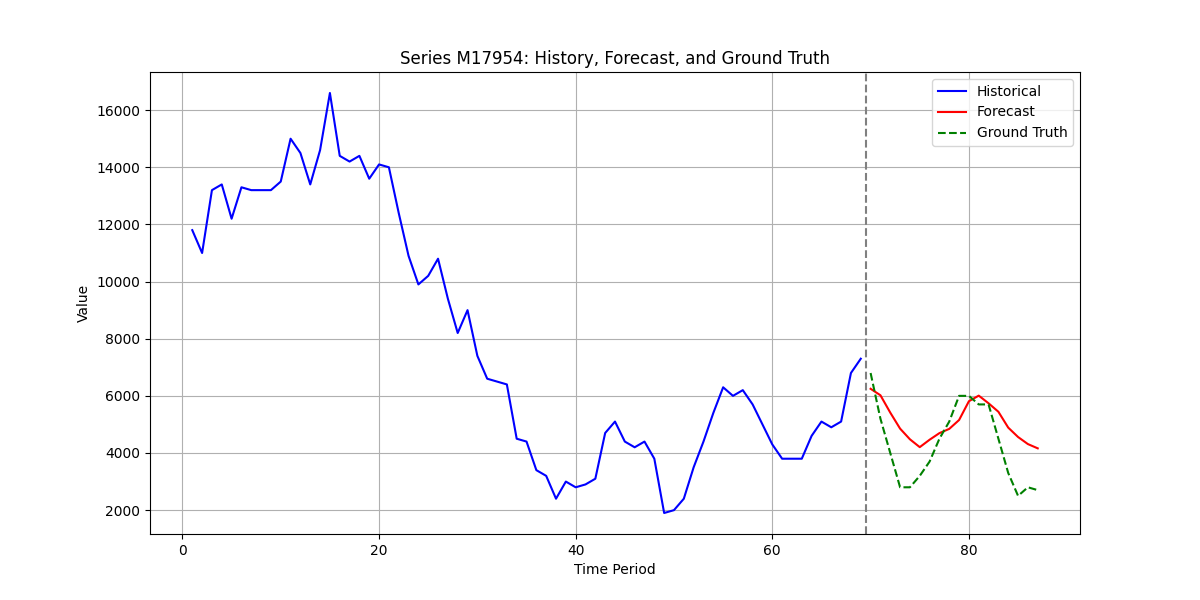 Series M17954: History, Forecast, and Ground Truth
Historical
Forecast
Ground Truth
Value
16000
14000
12000
10000
8000
6000
4000
2000
0
20
40
60
80
Time Period